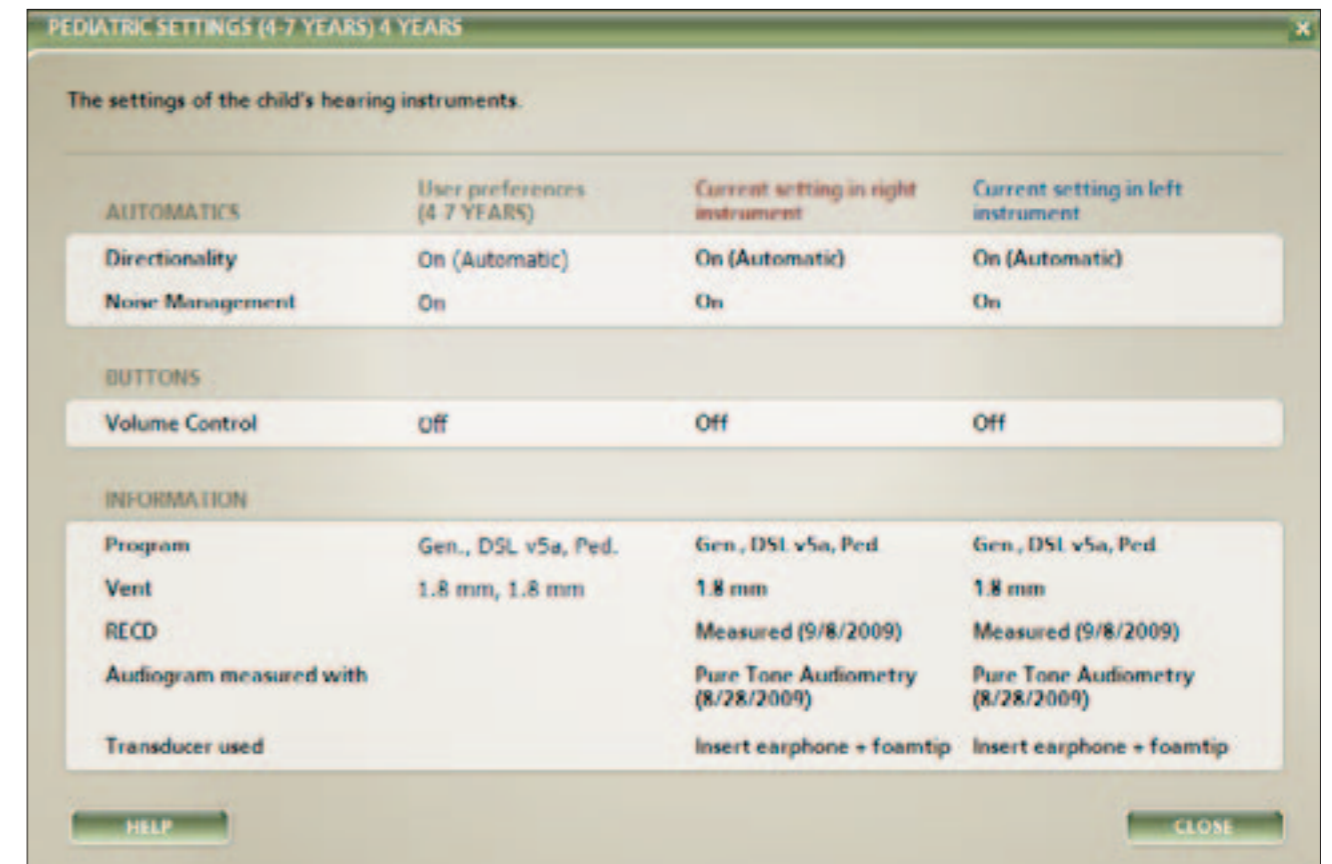 PEDIATRIC SETTINGS (4-7 YEARS) 4 YEARS
The settings of the child's hearing instruments.
AUTOMATICS User preferences (4 7 YEARS) Current setting in right instrument Current setting in left instrument
Directionality On (Automatic) On (Automatic) On (Automatic)
Noise Management On On On
BUTTONS
Volume Control Off Off Off
INFORMATION
Program Gen., DSL v5a, Ped. Gen., DSL v5a, Ped Gen., DSL v5a, Ped
Vent 1.8 mm, 1.8 mm 1.8 mm 1.8 mm
RECD Measured (9/8/2009) Measured (9/8/2009)
Audiogram measured with Pure Tone Audiometry (8/28/2009) Pure Tone Audiometry (8/28/2009)
Transducer used Insert earphone + foamtip Insert earphone + foamtip
HELP CLOSE